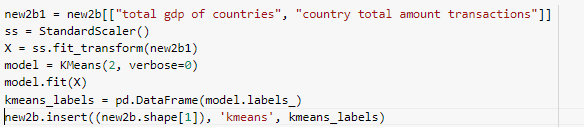 new2b1 = new2b[["total gdp of countries", "country total amount transactions"]]
ss = StandardScaler()
X = ss.fit_transform(new2b1)
model = KMeans(2, verbose=0)
model.fit(X)
kmeans_labels = pd.DataFrame(model.labels_)
new2b.insert((new2b.shape[1]), 'kmeans', kmeans_labels)